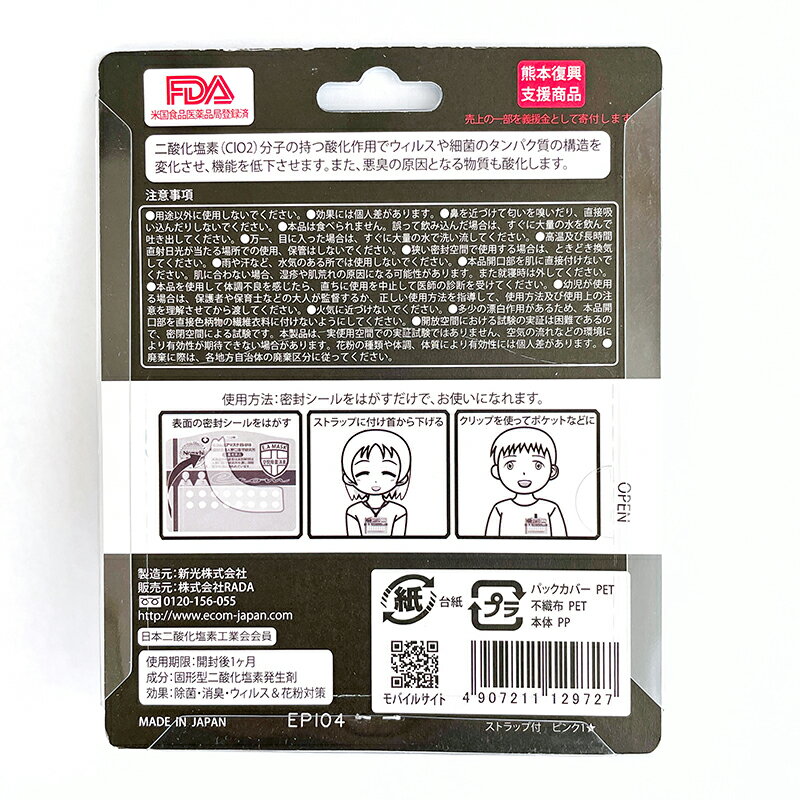 FDA
米国食品医薬品局登録済
熊本復興
支援商品
売上の一部を義援金として寄付します
二酸化塩素(ClO2)分子の持つ酸化作用でウィルスや細菌のタンパク質の構造を
変化させ、機能を低下させます。また、悪臭の原因となる物質も酸化します。
注意事項
●用途以外に使用しないでください。●効果には個人差があります。●鼻を近づけて匂いを嗅いだり、直接吸
い込んだりしないでください。●本品は食べられません。誤って飲み込んだ場合は、すぐに大量の水を飲んで
吐き出してください。●万一、目に入った場合は、すぐに大量の水で洗い流してください。●高温及び長時間
直射日光が当たる場所での使用、保管はしないでください。●狭い密封空間で使用する場合は、ときどき換気
してください。●雨や汗など、水気のある所では使用しないでください。●本品開口部を肌に直接付けないで
ください。肌に合わない場合、湿疹や肌荒れの原因になる可能性があります。また就寝時は外してください。
●本品を使用して体調不良を感じたら、直ちに使用を中止して医師の診断を受けてください。●幼児が使用す
る場合は、保護者や保育士などの大人が監督するか、正しい使用方法を指導して、使用方法及び使用上の注
意を理解させてから渡してください。●火気に近づけないでください。●多少の漂白作用があるため、本品開
口部を直接色柄物の繊維衣料に付けないようにしてください。●開放空間における試験の実証は困難であるの
で、密閉空間による試験です。本製品は、実使用空間での実証試験ではありません。空気の流れなどの環境に
より有効性が期待できない場合があります。花粉の種類や体調、体質により有効性には個人差があります。●
廃棄に際は、各地方自治体の廃棄区分に従ってください。
使用方法：密封シールをはがすだけで、お使いになれます。
表面の密封シールをはがす
ストラップに付け首から下げる
クリップを使ってポケットなどに
E.A MASK
OPEN
製造元：新光株式会社
販売元：株式会社RADA
0120-156-055
http://www.ecom-japan.com
日本二酸化塩素工業会会員
使用期限：開封後1ヶ月
成分：固形型二酸化塩素発生剤
効果：除菌・消臭・ウィルス&花粉対策
MADE IN JAPAN
EP104
紙
台紙
プラ
パックカバー PET
不織布 PET
本体 PP
モバイルサイト
4 907211 129727
ストラップ付 ピンク1★